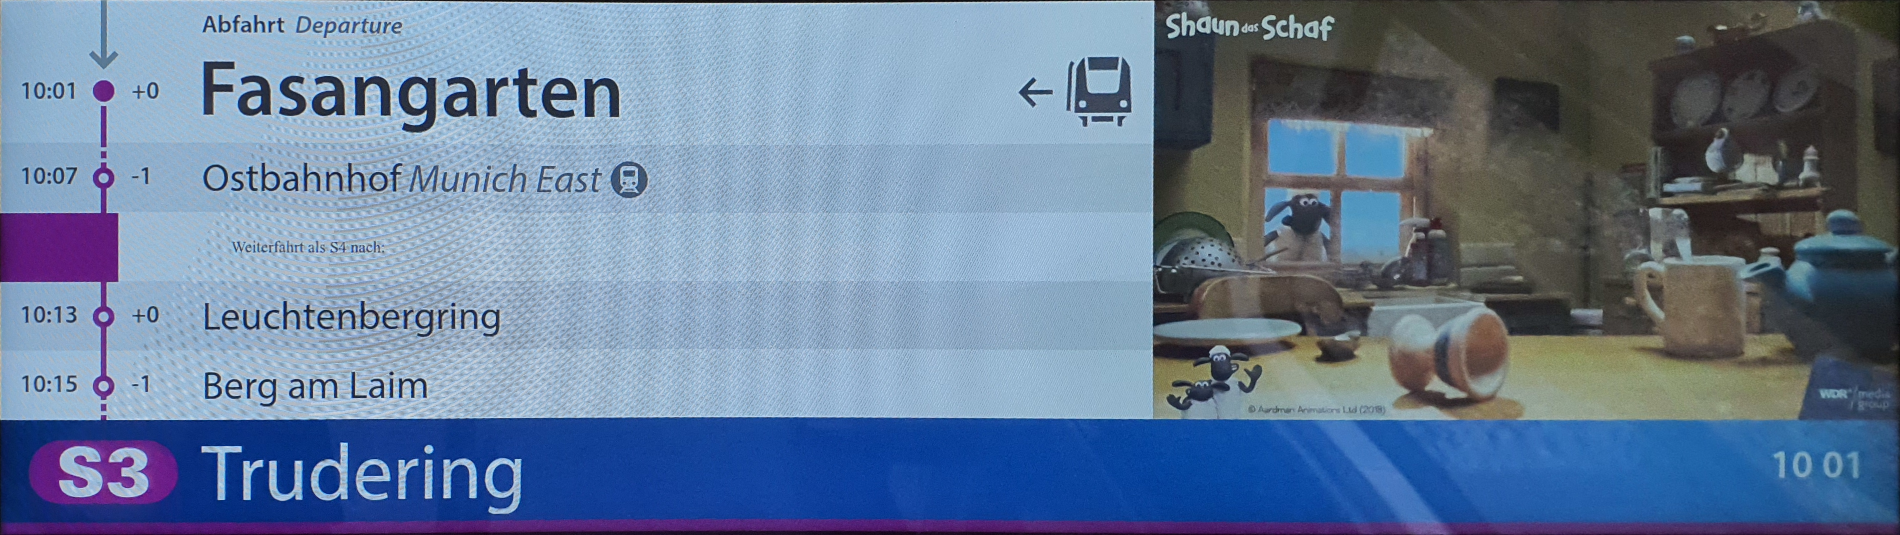 Abfahrt Departure
10:01 +0 Fasangarten ←
10:07 -1 Ostbahnhof Munich East
Weiterfahrt als S4 nach:
10:13 +0 Leuchtenbergring
10:15 -1 Berg am Laim
S3 Trudering 10 01
Shaun das Schaf
© Aardman Animations Ltd (2018)
WDR media
group